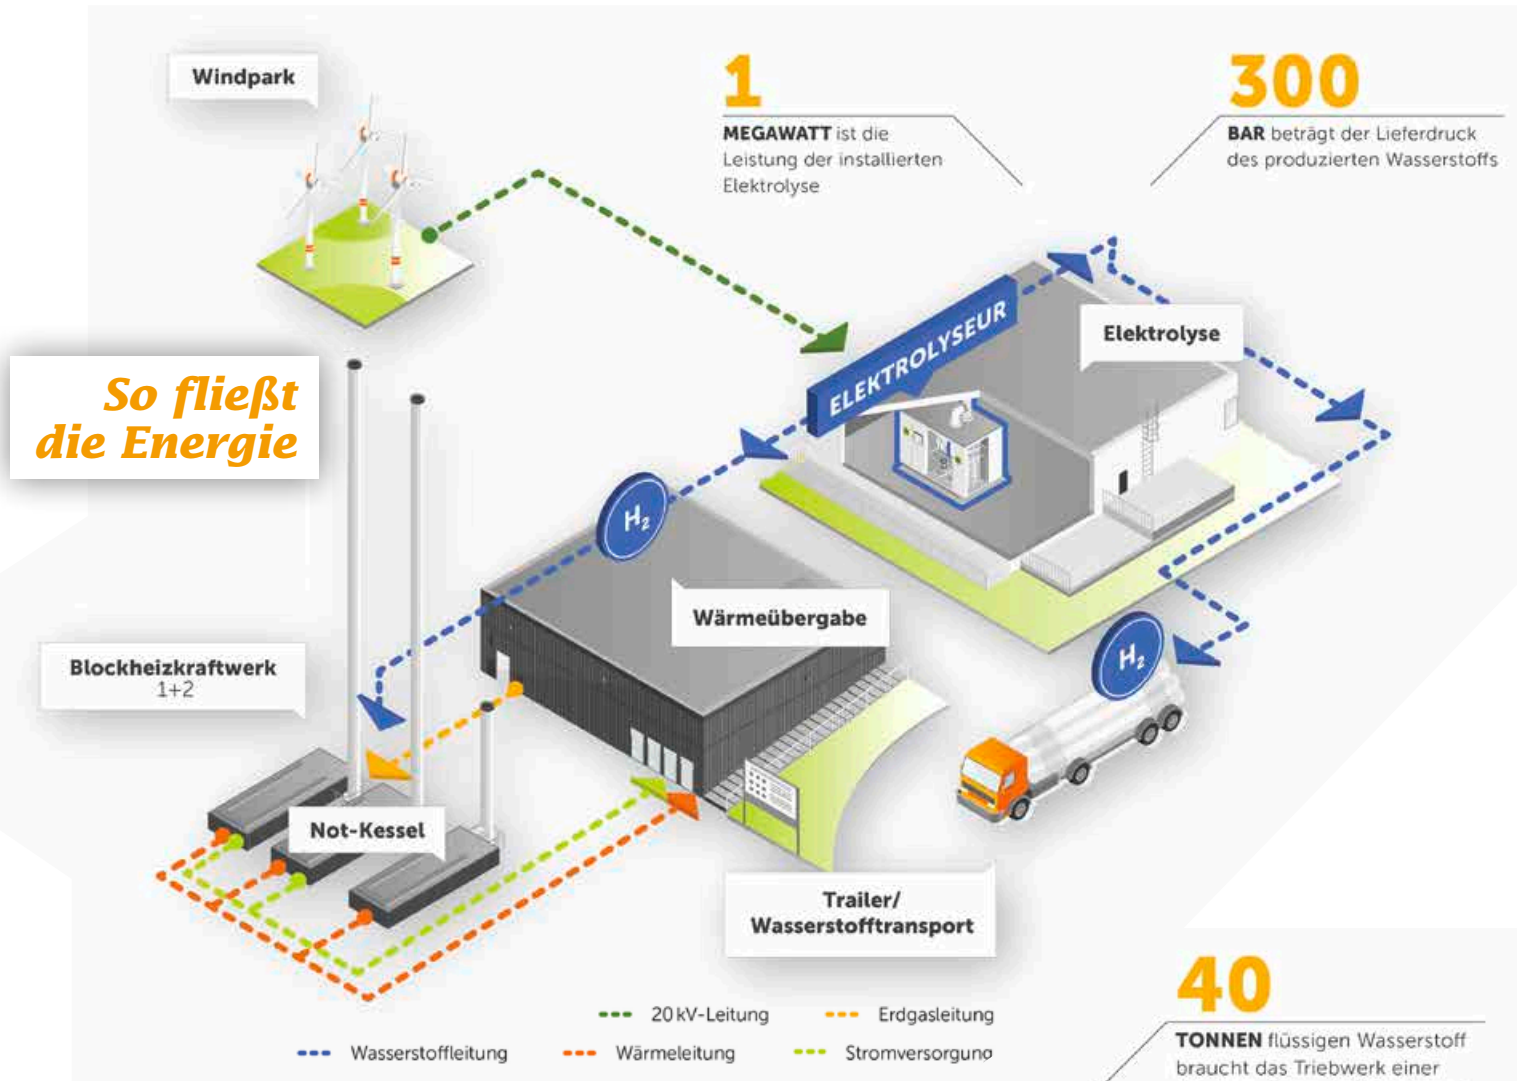 Windpark
1
MEGAWATT ist die
Leistung der installierten
Elektrolyse
300
BAR beträgt der Lieferdruck
des produzierten Wasserstoffs
So fließt
die Energie
ELEKTROLYSEUR
Elektrolyse
H₂
Wärmeübergabe
Blockheizkraftwerk
1+2
H₂
Not-Kessel
Trailer/
Wasserstofftransport
40
TONNEN flüssigen Wasserstoff
braucht das Triebwerk einer
20 kV-Leitung
Erdgasleitung
Wasserstoffleitung
Wärmeleitung
Stromversorgung